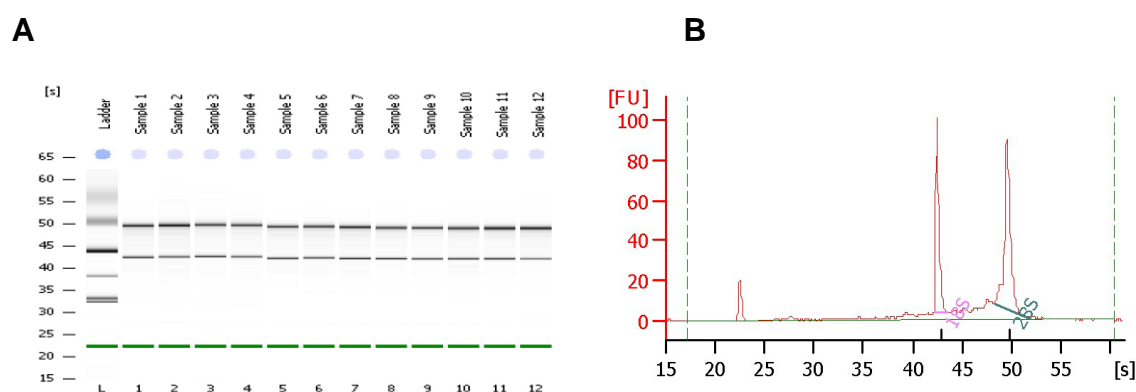 A
B
[s]
Ladder
Sample 1
Sample 2
Sample 3
Sample 4
Sample 5
Sample 6
Sample 7
Sample 8
Sample 9
Sample 10
Sample 11
Sample 12
65
60
55
50
45
40
35
30
25
20
15
L 1 2 3 4 5 6 7 8 9 10 11 12
[FU]
100
80
60
40
20
0
18S
28S
15 20 25 30 35 40 45 50 55 [s]